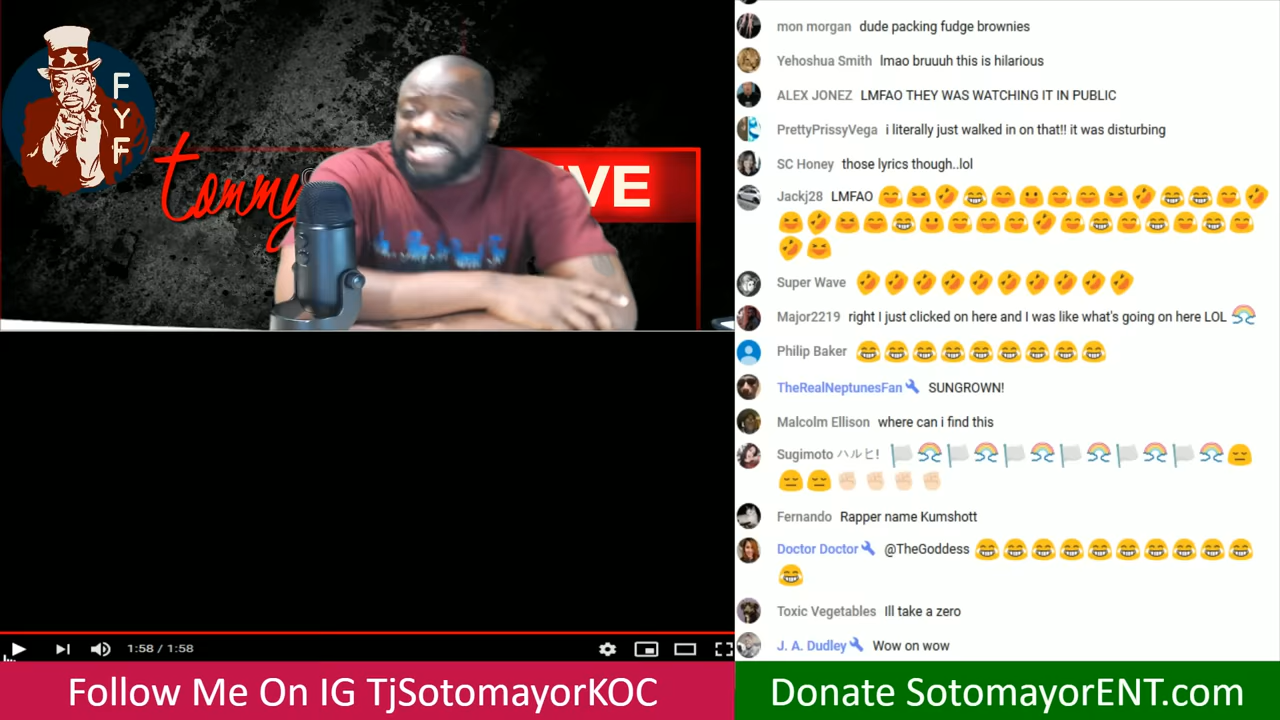 F
Y
F
tommy
VE
1:58 / 1:58
Follow Me On IG TjSotomayorKOC
mon morgan dude packing fudge brownies
Yehoshua Smith lmao bruuuh this is hilarious
ALEX JONEZ LMFAO THEY WAS WATCHING IT IN PUBLIC
PrettyPrissyVega i literally just walked in on that!! it was disturbing
SC Honey those lyrics though..lol
Jackj28 LMFAO 😊😆🤣😂😊🙂😊😊😆🤣😂😂😊🤣
😆🤣😆😊😂🙂😊😊😊🤣😊😂😊😂😊😂😊
🤣😆
Super Wave 🤣🤣🤣🤣🤣🤣🤣🤣🤣🤣
Major2219 right I just clicked on here and I was like what's going on here LOL 🌈
Philip Baker 😂😂😂😂😂😂😂😂😂
TheRealNeptunesFan 🔧 SUNGROWN!
Malcolm Ellison where can i find this
Sugimoto ハルヒ! 🏳🌈🏳🌈🏳🌈🏳🌈🏳🌈🏳🌈😔
😔😔✊🏻✊🏻✊🏻✊🏻
Fernando Rapper name Kumshott
Doctor Doctor 🔧 @TheGoddess 😂😂😂😂😂😂😂😂😂😂
😂
Toxic Vegetables Ill take a zero
J. A. Dudley 🔧 Wow on wow
Donate SotomayorENT.com